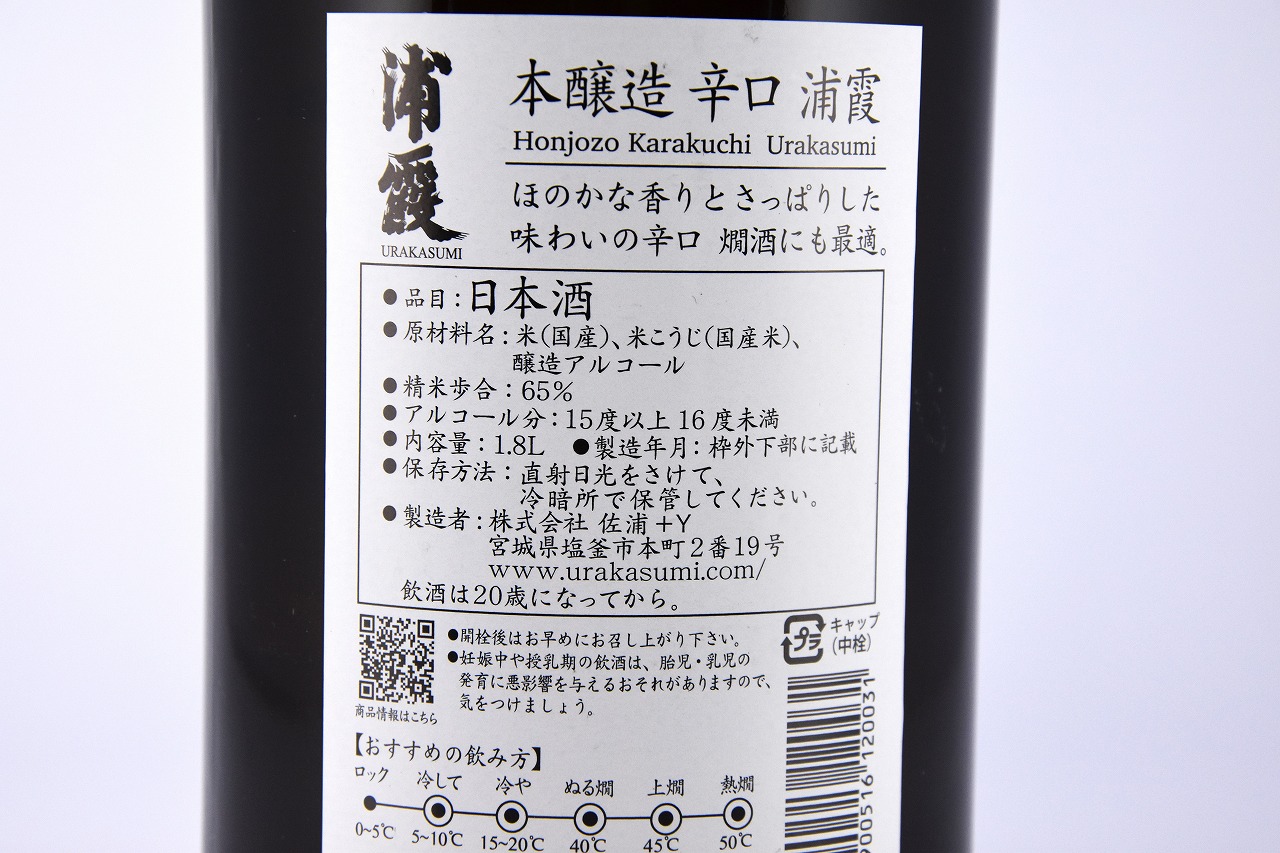 浦霞
URAKASUMI
本醸造 辛口 浦霞
Honjozo Karakuchi Urakasumi
ほのかな香りとさっぱりした
味わいの辛口 燗酒にも最適。
●品目：日本酒
●原材料名：米(国産)、米こうじ(国産米)、
醸造アルコール
●精米歩合：65%
●アルコール分：15度以上16度未満
●内容量：1.8L ●製造年月：枠外下部に記載
●保存方法：直射日光をさけて、
冷暗所で保管してください。
●製造者：株式会社 佐浦+Y
宮城県塩釜市本町2番19号
www.urakasumi.com/
飲酒は20歳になってから。
●開栓後はお早めにお召し上がり下さい。
●妊娠中や授乳期の飲酒は、胎児・乳児の
発育に悪影響を与えるおそれがありますので、
気をつけましょう。
商品情報はこちら
プラ
キャップ
(中栓)
【おすすめの飲み方】
ロック 冷して 冷や ぬる燗 上燗 熱燗
0~5℃ 5~10℃ 15~20℃ 40℃ 45℃ 50℃
00516 120031